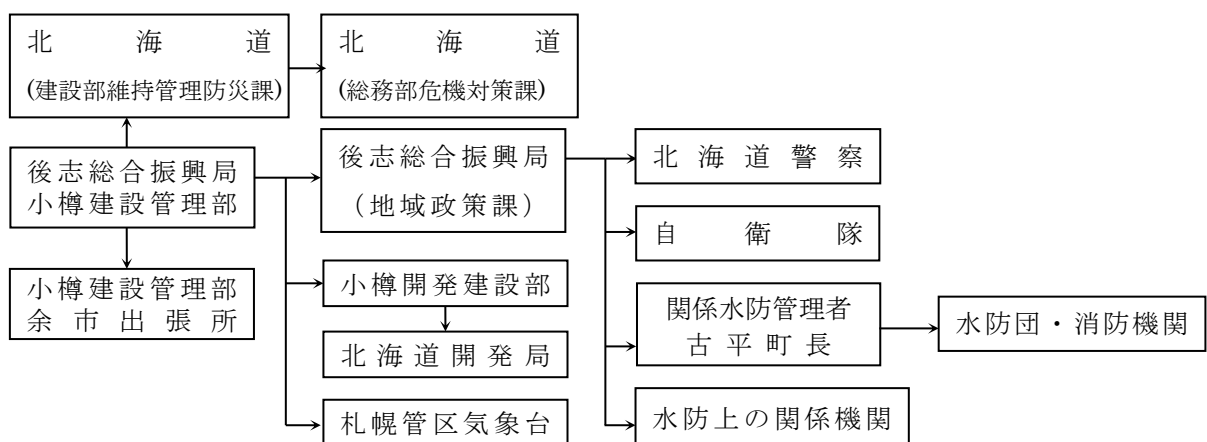 北海道
(建設部維持管理防災課)
北海道
(総務部危機対策課)
後志総合振興局
小樽建設管理部
後志総合振興局
（地域政策課）
北海道警察
自衛隊
小樽建設管理部
余市出張所
小樽開発建設部
関係水防管理者
古平町長
水防団・消防機関
北海道開発局
札幌管区気象台
水防上の関係機関